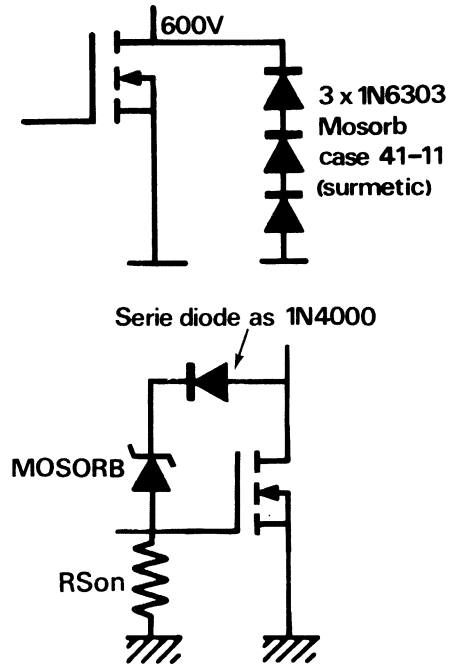 600V
3 x 1N6303
Mosorb
case 41-11
(surmetic)
Serie diode as 1N4000
MOSORB
RSon